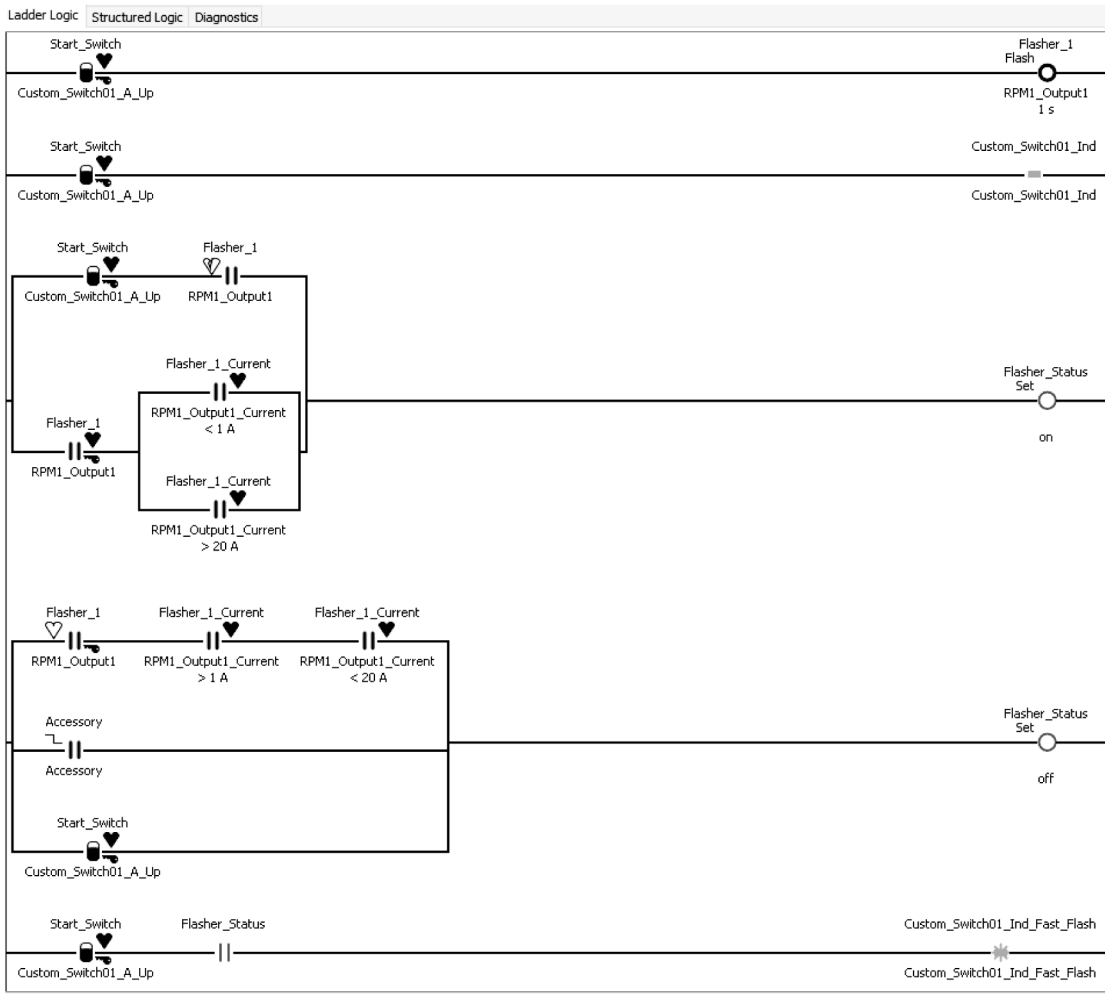 Ladder Logic Structured Logic Diagnostics
Start_Switch Flasher_1
Flash
Custom_Switch01_A_Up RPM1_Output1
1 s
Start_Switch Custom_Switch01_Ind
Custom_Switch01_A_Up Custom_Switch01_Ind
Start_Switch Flasher_1
Custom_Switch01_A_Up RPM1_Output1
Flasher_1_Current
RPM1_Output1_Current
< 1 A
Flasher_1
RPM1_Output1
Flasher_1_Current
RPM1_Output1_Current
> 20 A
Flasher_Status
Set
on
Flasher_1 Flasher_1_Current Flasher_1_Current
RPM1_Output1 RPM1_Output1_Current RPM1_Output1_Current
> 1 A < 20 A
Accessory
Accessory
Flasher_Status
Set
off
Start_Switch
Custom_Switch01_A_Up
Start_Switch Flasher_Status Custom_Switch01_Ind_Fast_Flash
Custom_Switch01_A_Up Custom_Switch01_Ind_Fast_Flash